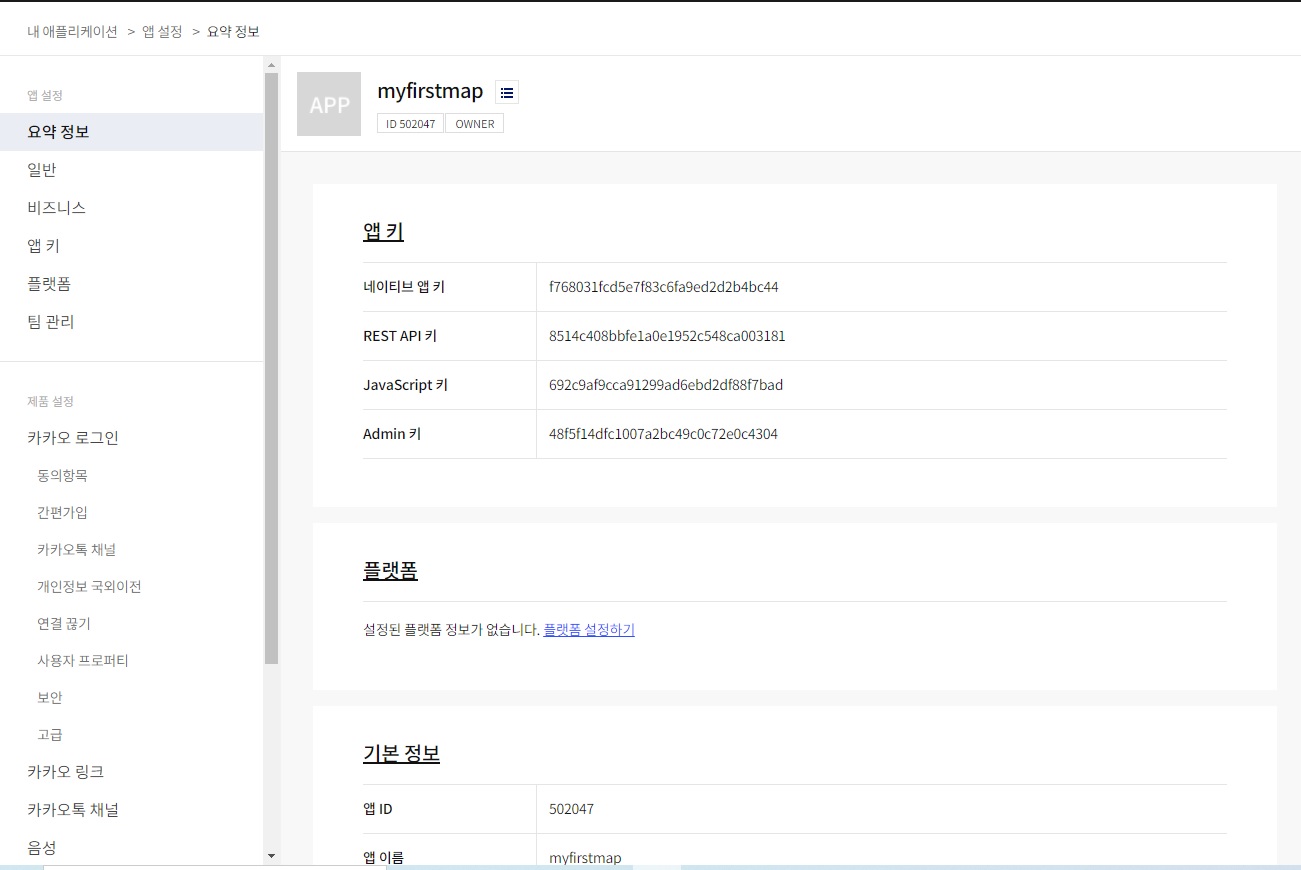 내 애플리케이션 > 앱 설정 > 요약 정보
앱 설정
요약 정보
일반
비즈니스
앱 키
플랫폼
팀 관리
제품 설정
카카오 로그인
동의항목
간편가입
카카오톡 채널
개인정보 국외이전
연결 끊기
사용자 프로퍼티
보안
고급
카카오 링크
카카오톡 채널
음성
APP
myfirstmap
ID 502047 OWNER
앱 키
네이티브 앱 키 f768031fcd5e7f83c6fa9ed2d2b4bc44
REST API 키 8514c408bbfe1a0e1952c548ca003181
JavaScript 키 692c9af9cca91299ad6ebd2df88f7bad
Admin 키 48f5f14dfc1007a2bc49c0c72e0c4304
플랫폼
설정된 플랫폼 정보가 없습니다. 플랫폼 설정하기
기본 정보
앱 ID 502047
앱 이름 myfirstmap